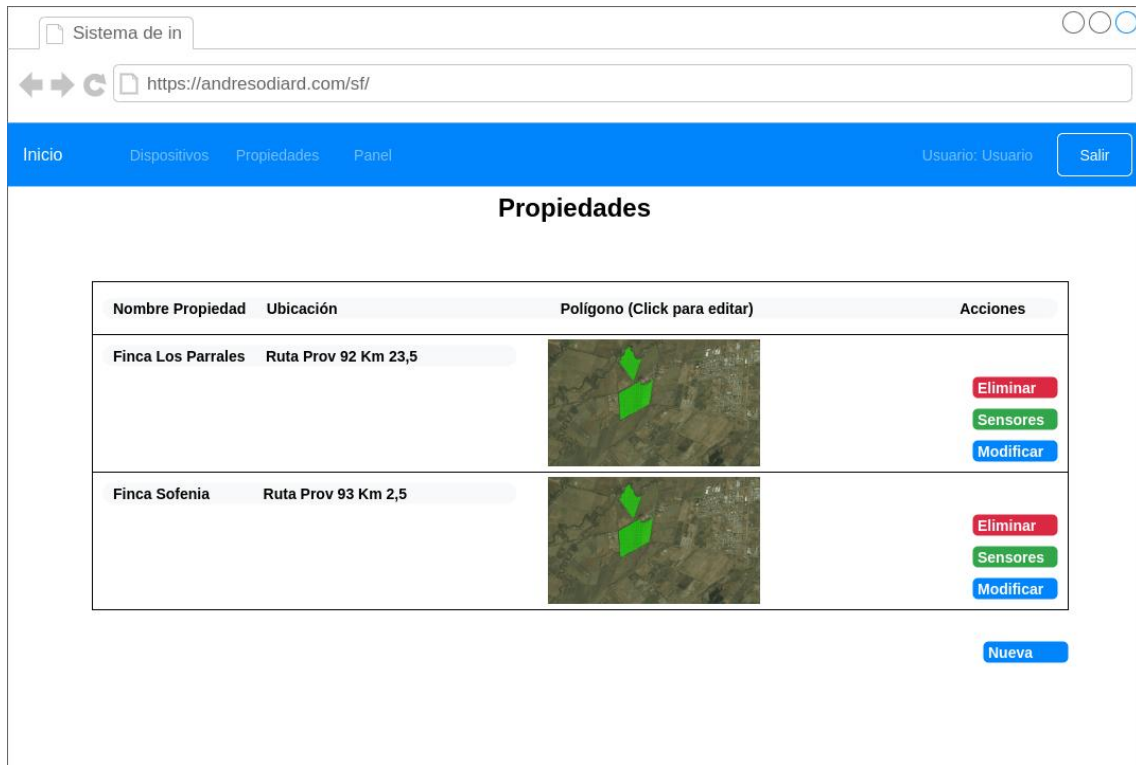 Sistema de in
https://andresodiard.com/sf/
Inicio Dispositivos Propiedades Panel Usuario: Usuario Salir
Propiedades
Nombre Propiedad Ubicación Polígono (Click para editar) Acciones
Finca Los Parrales Ruta Prov 92 Km 23,5
Eliminar
Sensores
Modificar
Finca Sofenia Ruta Prov 93 Km 2,5
Eliminar
Sensores
Modificar
Nueva